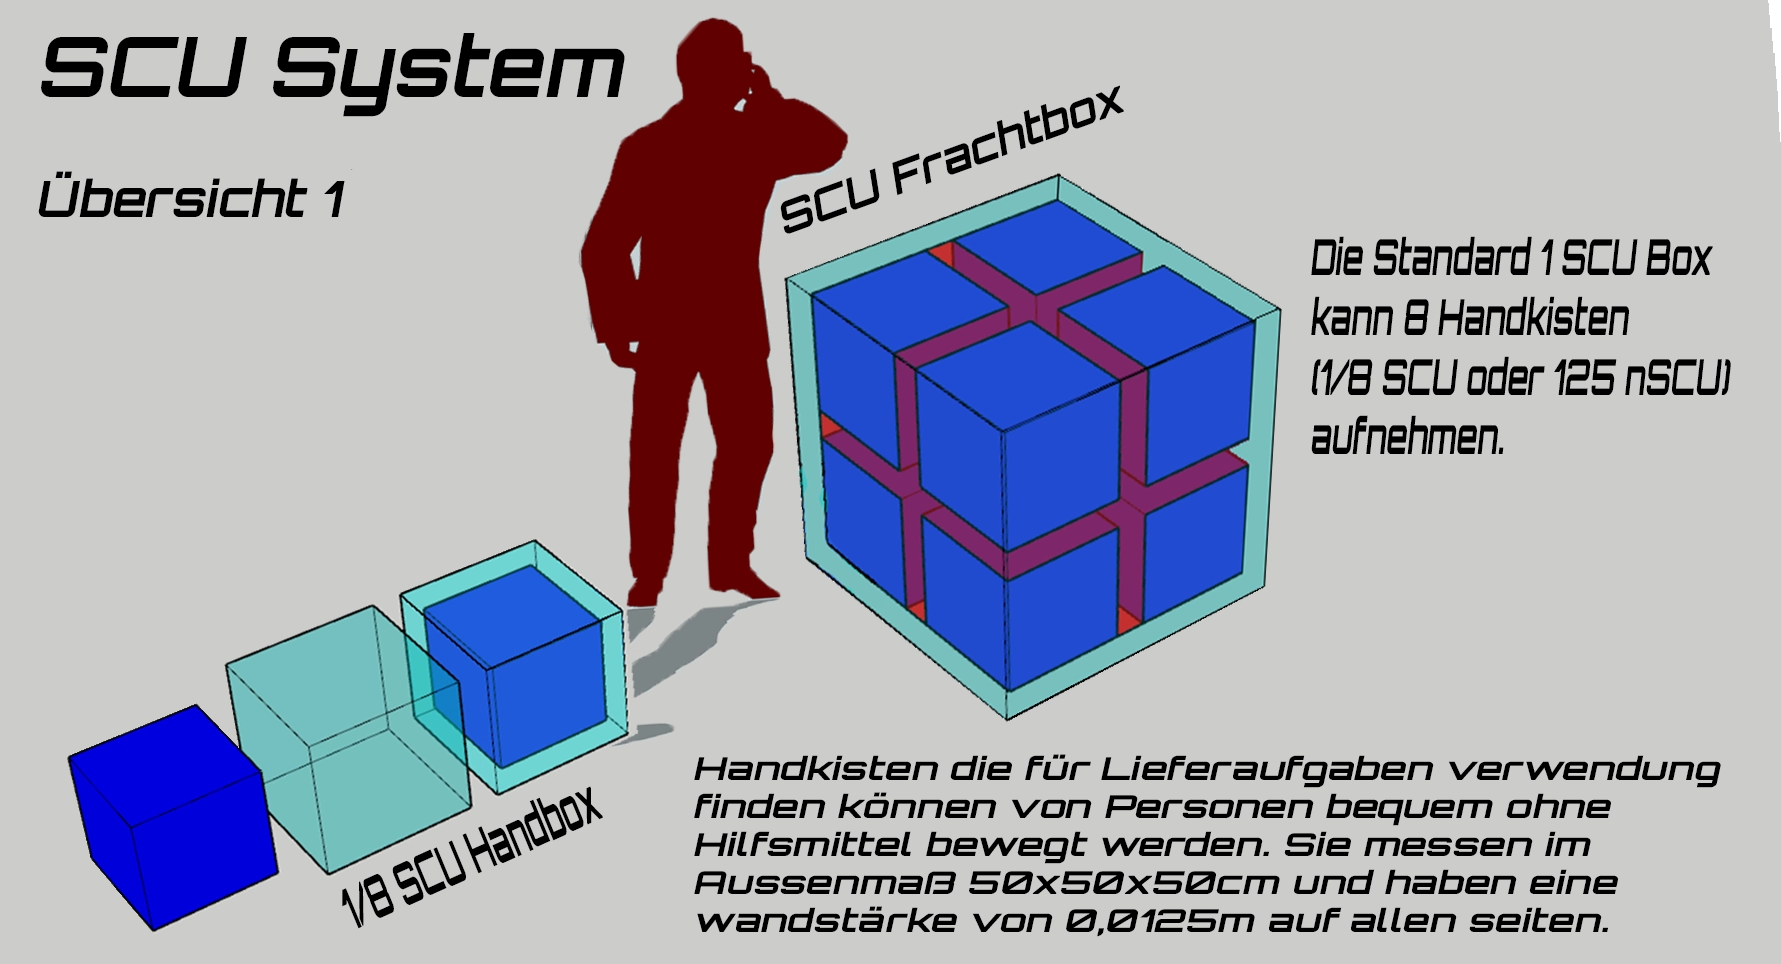 SCU System
Übersicht 1
SCU Frachtbox
Die Standard 1 SCU Box
kann 8 Handkisten
(1/8 SCU oder 125 nSCU)
aufnehmen.
1/8 SCU Handbox
Handkisten die für Lieferaufgaben verwendung
finden können von Personen bequem ohne
Hilfsmittel bewegt werden. Sie messen im
Aussenmaß 50x50x50cm und haben eine
wandstärke von 0,0125m auf allen seiten.